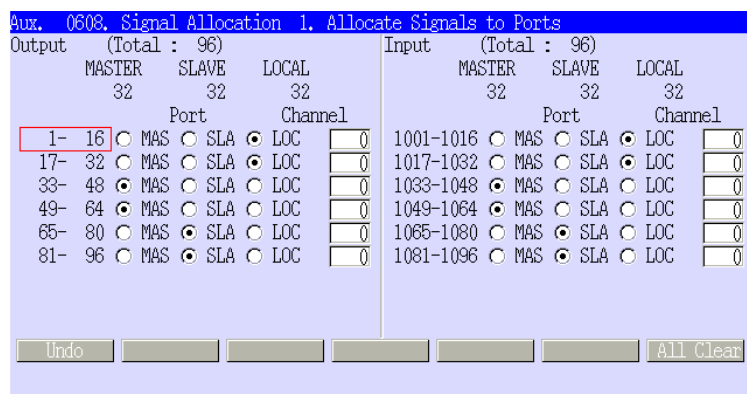 Aux. 0608. Signal Allocation 1. Allocate Signals to Ports
Output (Total : 96) Input (Total : 96)
MASTER SLAVE LOCAL MASTER SLAVE LOCAL
32 32 32 32 32 32
Port Channel Port Channel
1- 16 MAS SLA LOC 0 1001-1016 MAS SLA LOC 0
17- 32 MAS SLA LOC 0 1017-1032 MAS SLA LOC 0
33- 48 MAS SLA LOC 0 1033-1048 MAS SLA LOC 0
49- 64 MAS SLA LOC 0 1049-1064 MAS SLA LOC 0
65- 80 MAS SLA LOC 0 1065-1080 MAS SLA LOC 0
81- 96 MAS SLA LOC 0 1081-1096 MAS SLA LOC 0
Undo All Clear